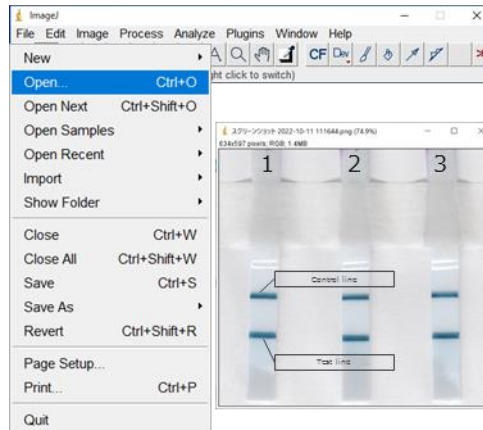 ImageJ
File Edit Image Process Analyze Plugins Window Help
CF Dev
ght click to switch)
New
Open... Ctrl+O
Open Next Ctrl+Shift+O
Open Samples
Open Recent
Import
Show Folder
Close Ctrl+W
Close All Ctrl+Shift+W
Save Ctrl+S
Save As
Revert Ctrl+Shift+R
Page Setup...
Print... Ctrl+P
Quit
スクリーンショット 2022-10-11 111644.png (74.9%)
634x597 pixels; RGB; 1.4MB
1 2 3
Control line
Test line